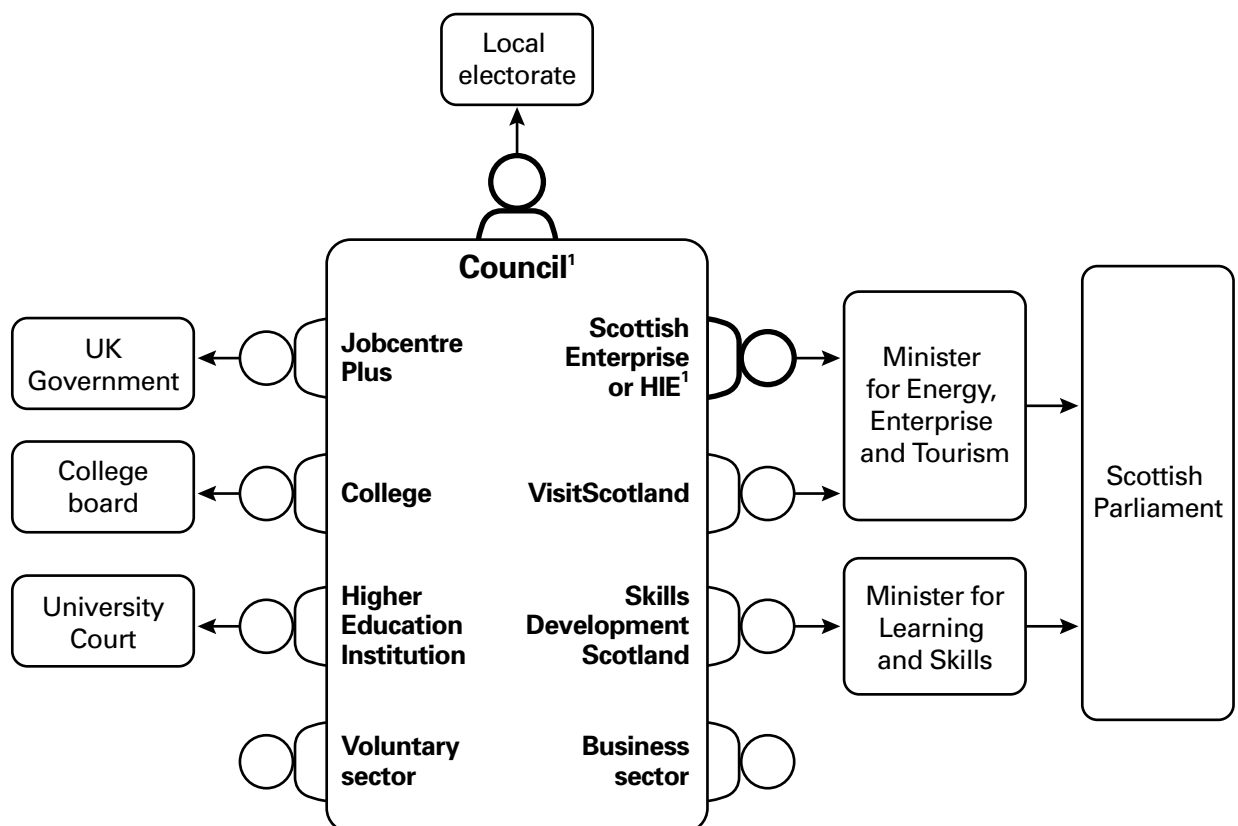 Local
electorate
Council¹
UK
Government
Jobcentre
Plus
Scottish
Enterprise
or HIE¹
Minister
for Energy,
Enterprise
and Tourism
Scottish
Parliament
College
board
College
VisitScotland
University
Court
Higher
Education
Institution
Skills
Development
Scotland
Minister for
Learning
and Skills
Voluntary
sector
Business
sector